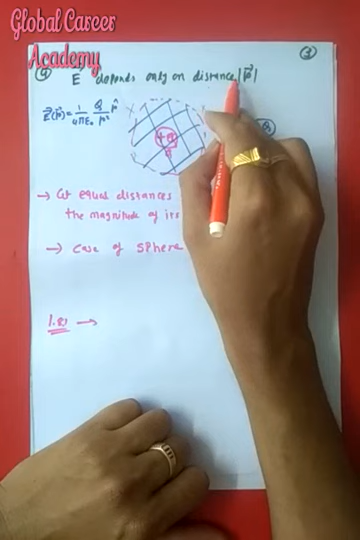 Global Career
Academy
③
④ E depends only on distance |r⃗|
E⃗(r⃗) = 1/4πε₀ Q/r² r̂
+Q
→ at equal distances
the magnitude of its
→ case of sphere
1.81 →